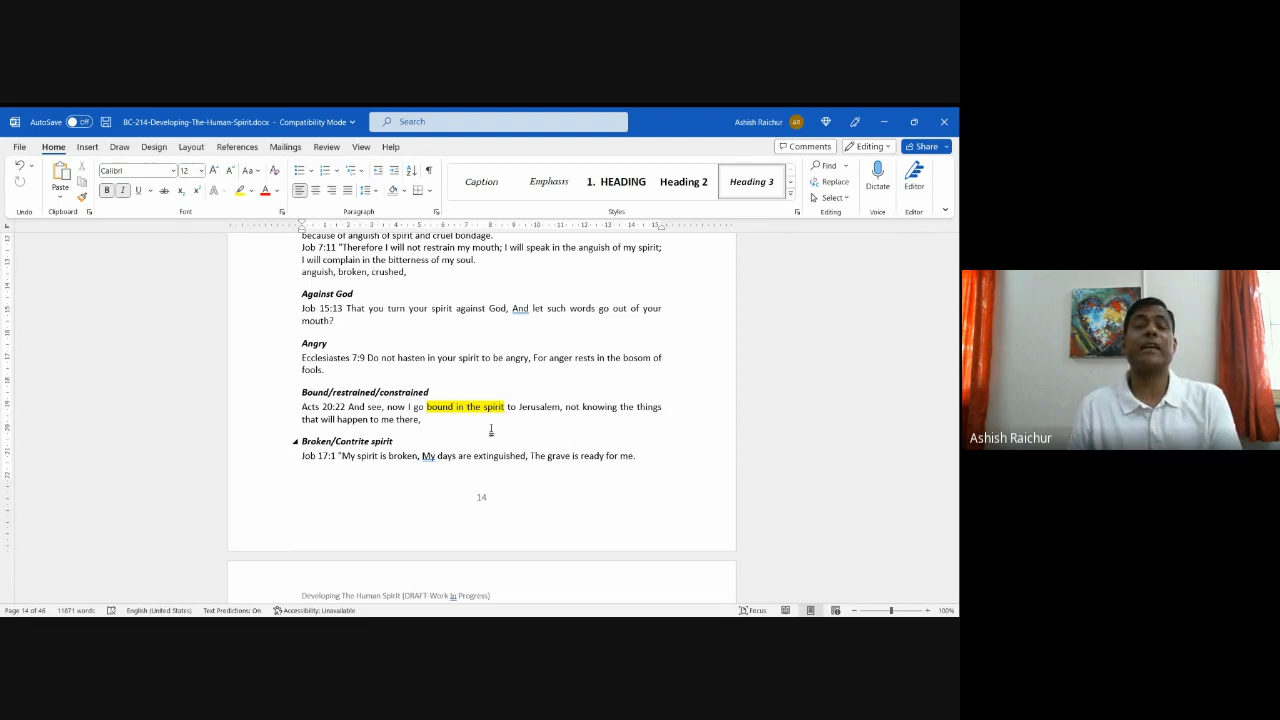 AutoSave Off BC-214-Developing-The-Human-Spirit.docx - Compatibility Mode Search Ashish Raichur AR
File Home Insert Draw Design Layout References Mailings Review View Help Comments Editing Share
Paste Calibri 12 Caption Emphasis 1. HEADING Heading 2 Heading 3 Find Replace Select Dictate Editor
Undo Clipboard Font Paragraph Styles Editing Voice Editor
because of anguish of spirit and cruel bondage.
Job 7:11 "Therefore I will not restrain my mouth; I will speak in the anguish of my spirit;
I will complain in the bitterness of my soul.
anguish, broken, crushed,
Against God
Job 15:13 That you turn your spirit against God, And let such words go out of your
mouth?
Angry
Ecclesiastes 7:9 Do not hasten in your spirit to be angry, For anger rests in the bosom of
fools.
Bound/restrained/constrained
Acts 20:22 And see, now I go bound in the spirit to Jerusalem, not knowing the things
that will happen to me there,
Broken/Contrite spirit
Job 17:1 "My spirit is broken, My days are extinguished, The grave is ready for me.
14
Developing The Human Spirit (DRAFT-Work In Progress)
Page 14 of 46 11871 words English (United States) Text Predictions: On Accessibility: Unavailable Focus 100%
Ashish Raichur